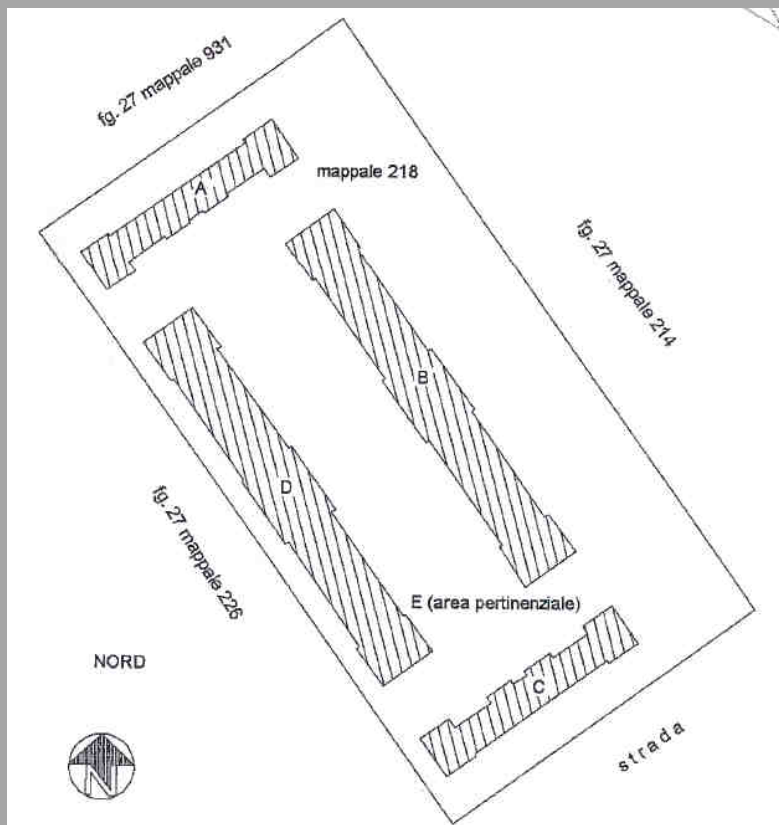 fg. 27 mappale 931
A
mappale 218
fg. 27 mappale 214
B
D
fg. 27 mappale 226
E (area pertinenziale)
NORD
C
strada
N